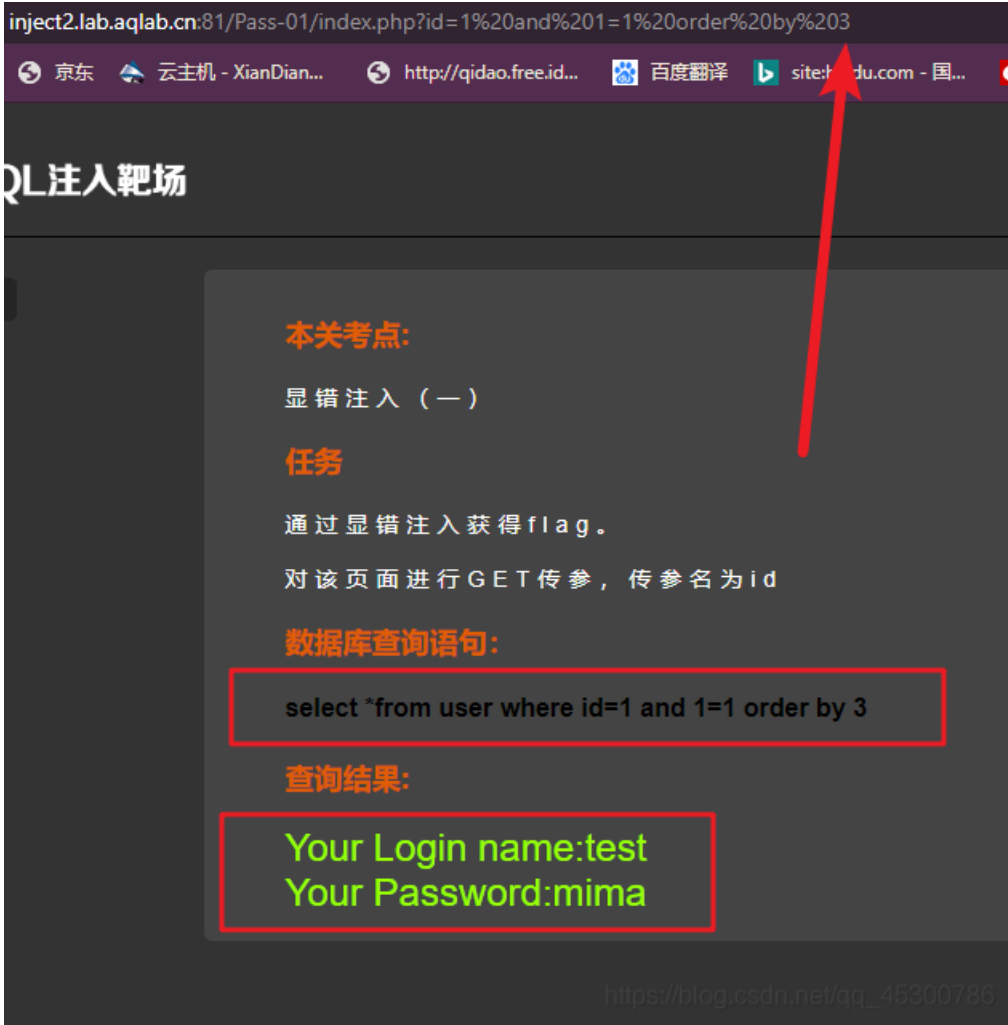 inject2.lab.aqlab.cn:81/Pass-01/index.php?id=1%20and%201=1%20order%20by%203
京东 云主机 - XianDian... http://qidao.free.id... 百度翻译 - 国...
QL注入靶场
本关考点:
显错注入（一）
任务
通过显错注入获得flag。
对该页面进行GET传参，传参名为id
数据库查询语句:
select *from user where id=1 and 1=1 order by 3
查询结果:
Your Login name:test
Your Password:mima
https://blog.csdn.net/qq_45300786